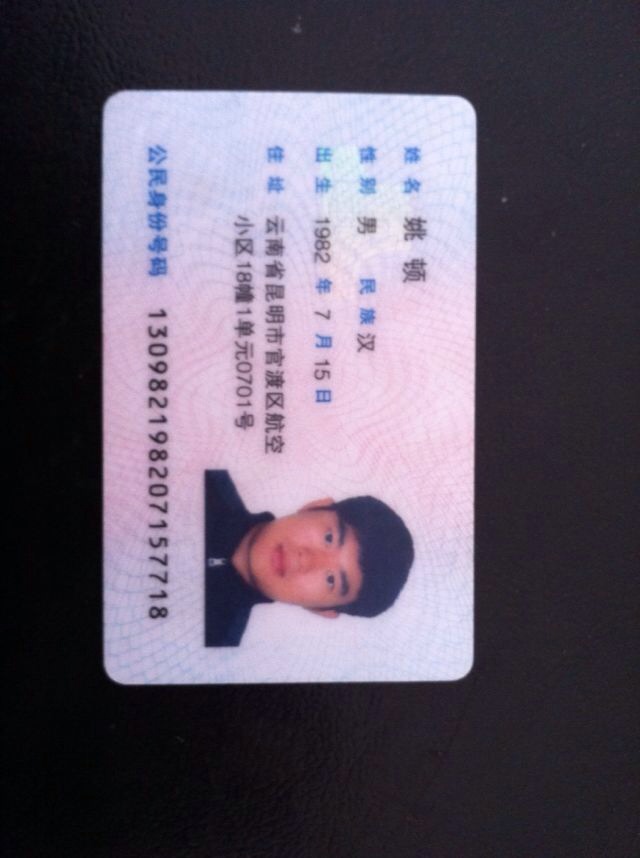 姓名 姚顿
性别 男 民族 汉
出生 1982 年 7 月 15 日
住址 云南省昆明市官渡区航空
小区18幢1单元0701号
公民身份号码 130982198207157718